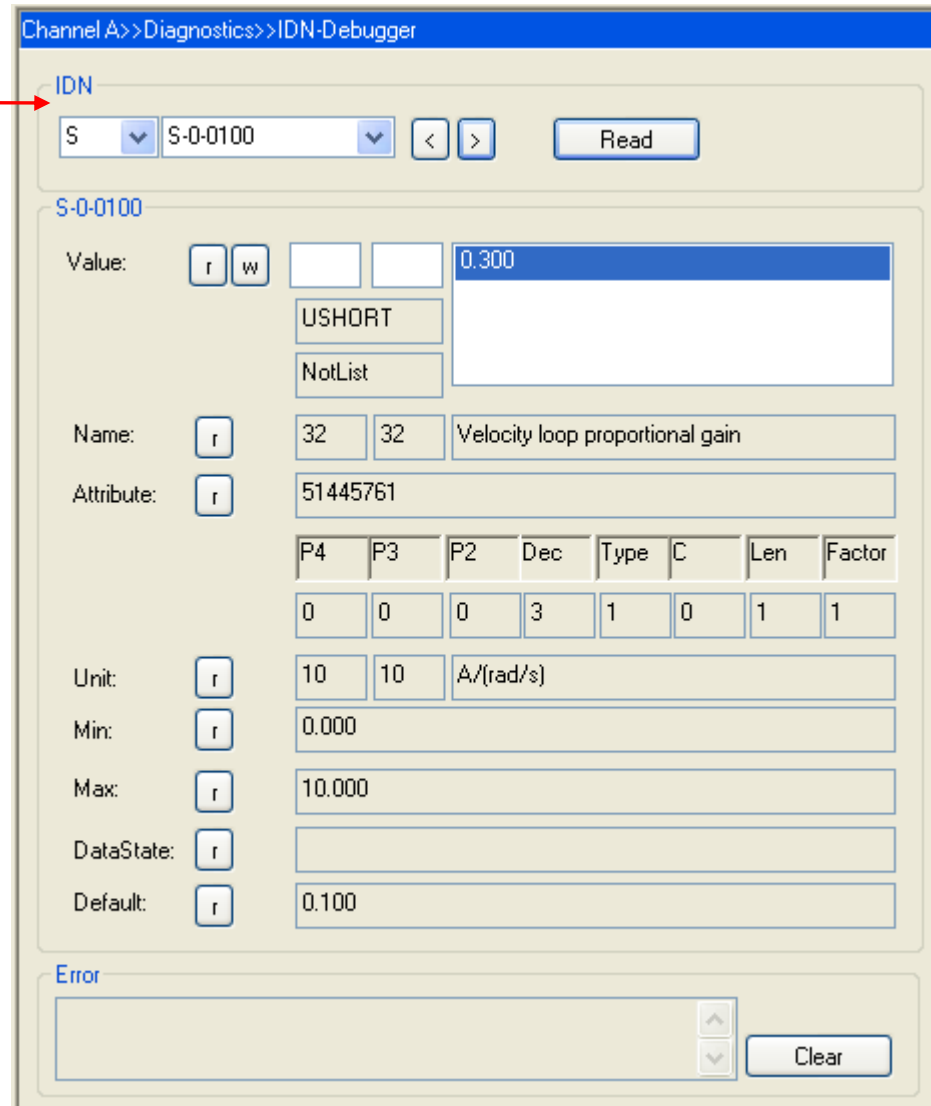 Channel A>>Diagnostics>>IDN-Debugger
IDN
S S-0-0100 < > Read
S-0-0100
Value: r w 0.300
USHORT
NotList
Name: r 32 32 Velocity loop proportional gain
Attribute: r 51445761
P4 P3 P2 Dec Type C Len Factor
0 0 0 3 1 0 1 1
Unit: r 10 10 A/(rad/s)
Min: r 0.000
Max: r 10.000
DataState: r
Default: r 0.100
Error
Clear